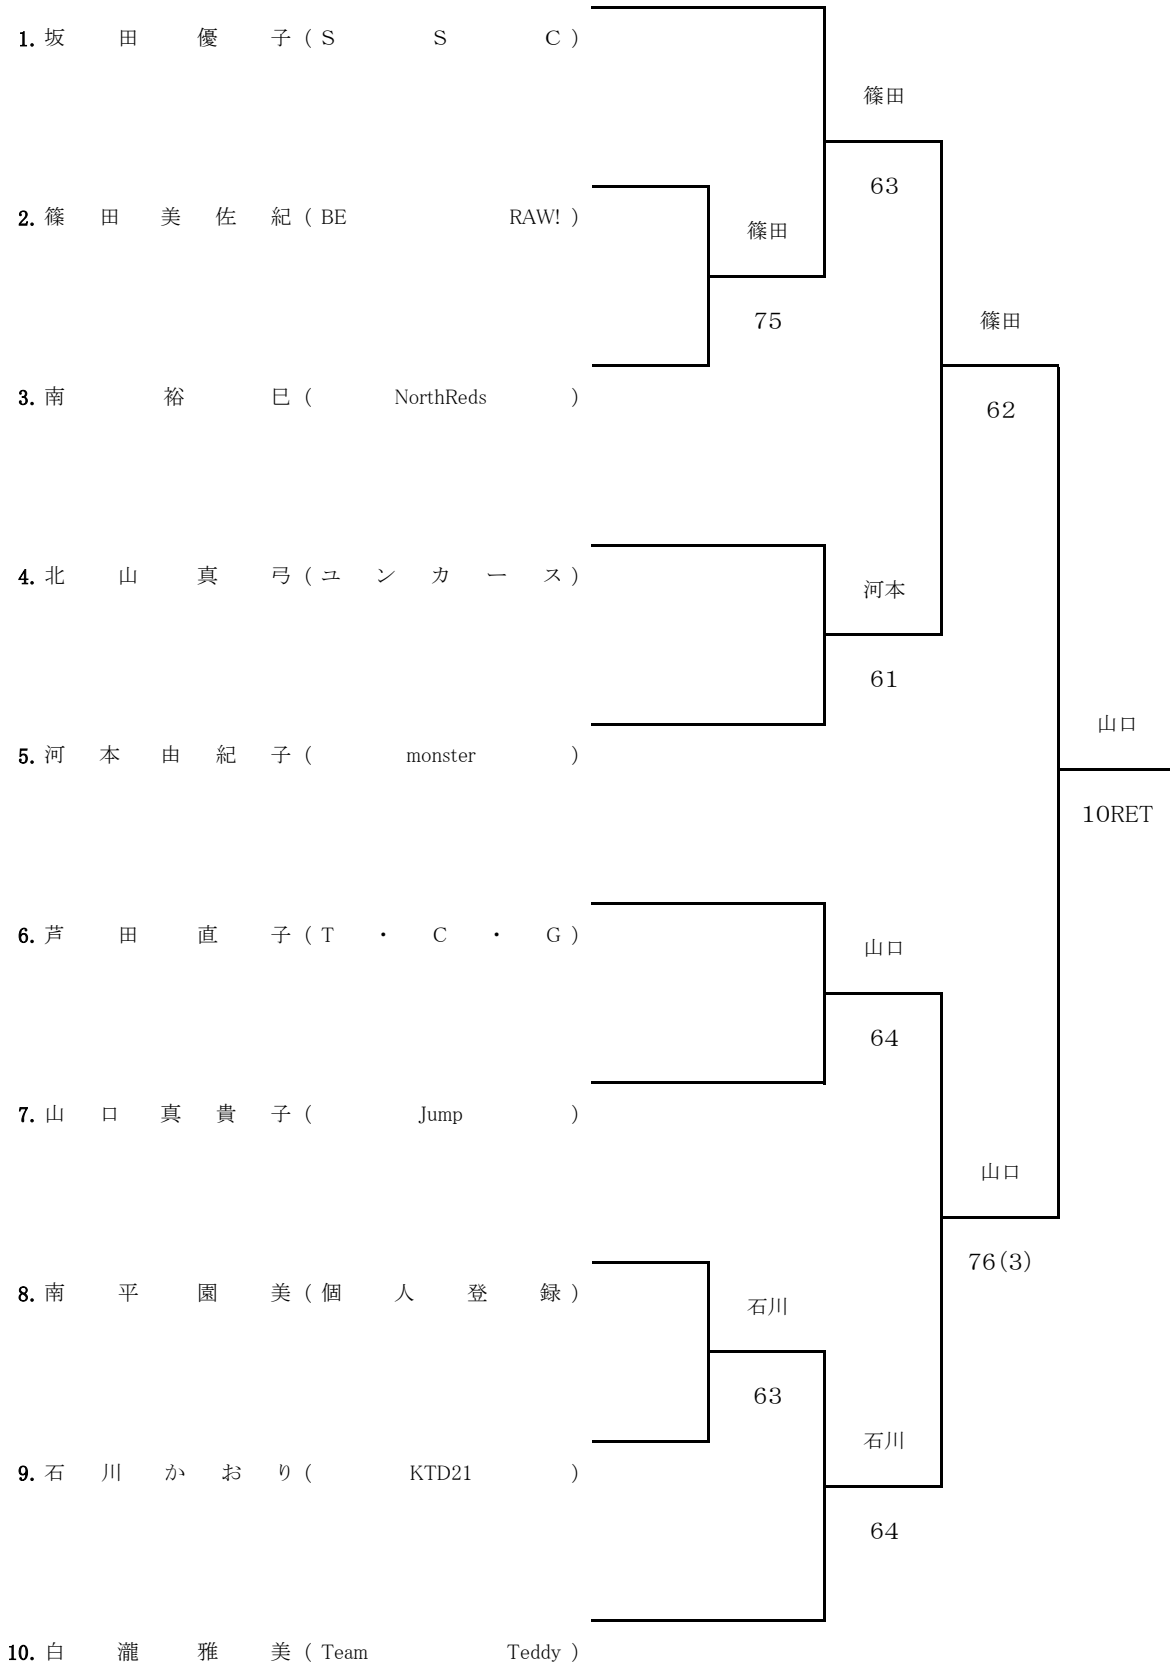 1. 坂田優子 ( S S C )
篠田
63
2. 篠田美佐紀 ( BE RAW! )
篠田
75
篠田
62
3. 南裕巳 ( NorthReds )
4. 北山真弓 ( ユンカース )
河本
61
5. 河本由紀子 ( monster )
山口
10RET
6. 芦田直子 ( T・C・G )
山口
64
7. 山口真貴子 ( Jump )
山口
76(3)
8. 南平園美 ( 個人登録 )
石川
63
9. 石川かおり ( KTD21 )
石川
64
10. 白瀧雅美 ( Team Teddy )